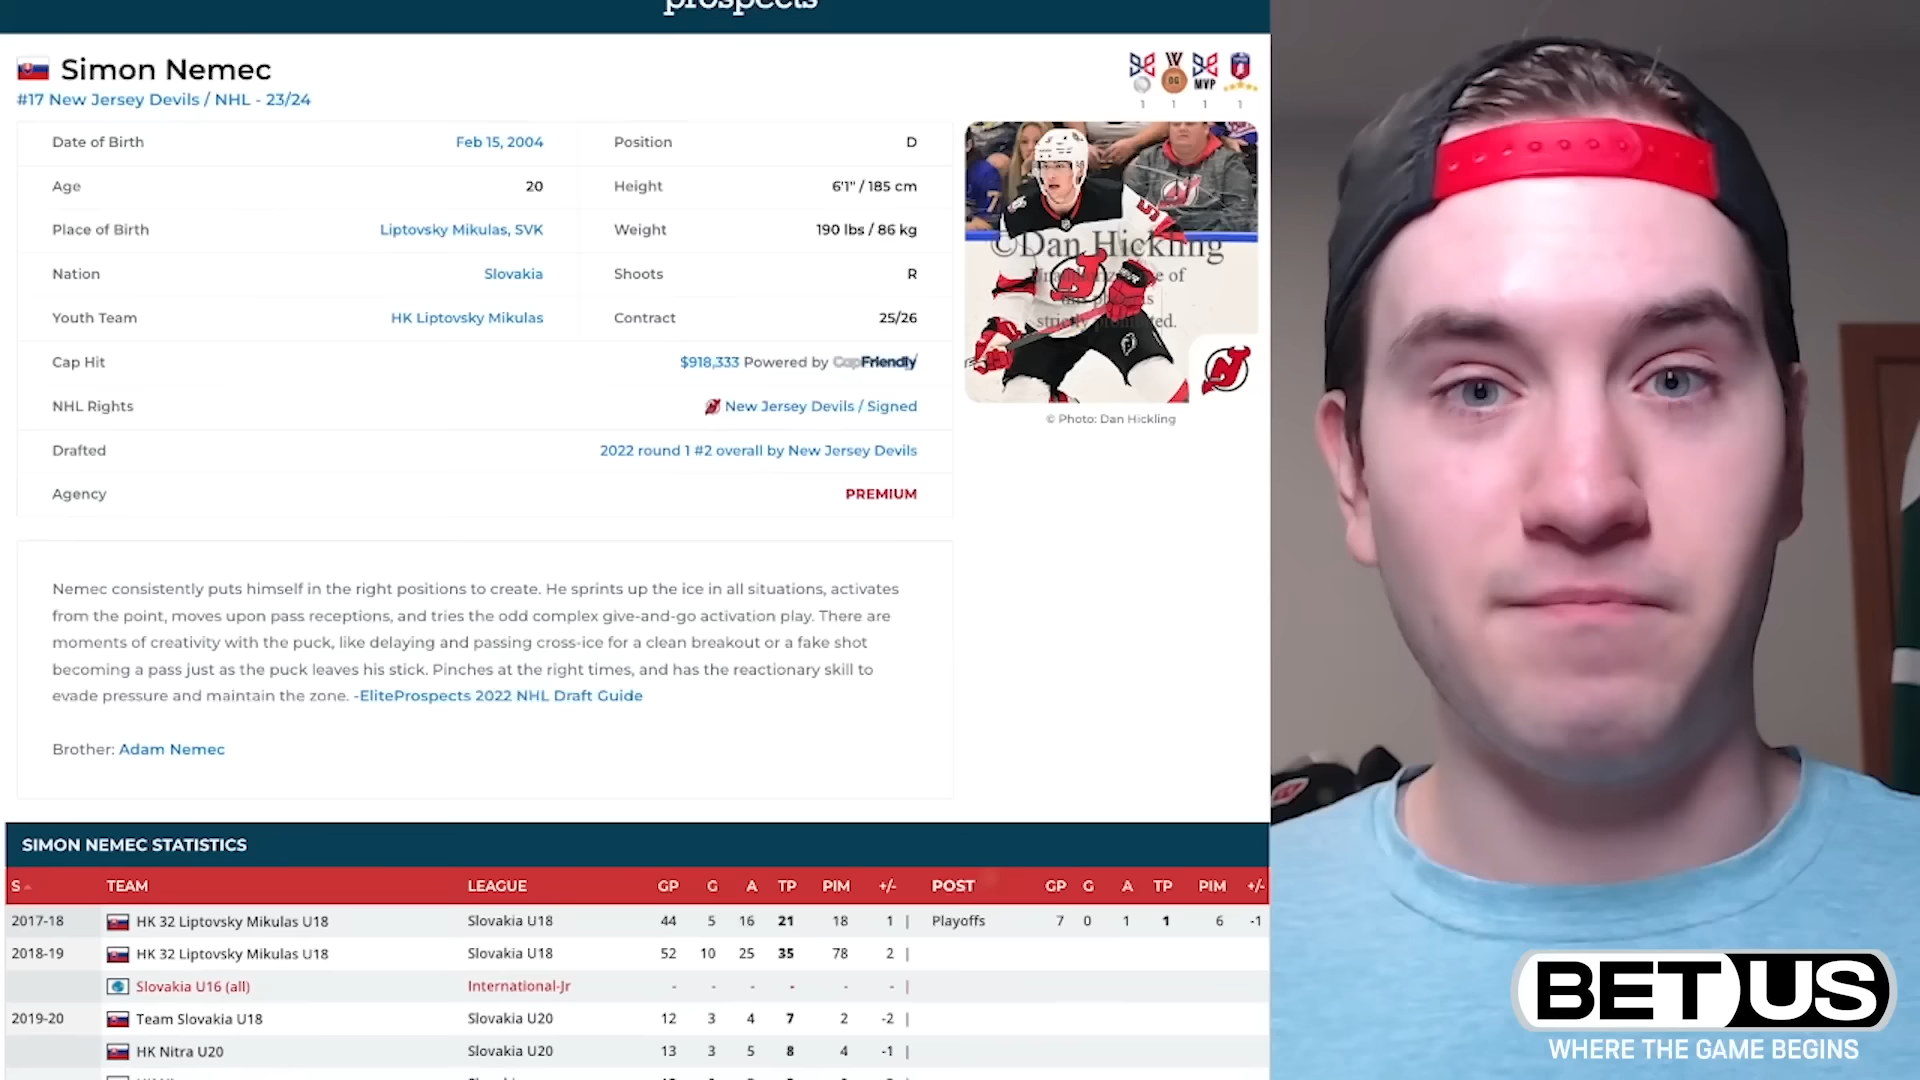 prospects
Simon Nemec
#17 New Jersey Devils / NHL - 23/24
OG
MVP
1 1 1 1
Date of Birth Feb 15, 2004 Position D
Age 20 Height 6'1" / 185 cm
Place of Birth Liptovsky Mikulas, SVK Weight 190 lbs / 86 kg
Nation Slovakia Shoots R
Youth Team HK Liptovsky Mikulas Contract 25/26
Cap Hit $918,333 Powered by CapFriendly
NHL Rights New Jersey Devils / Signed
Drafted 2022 round 1 #2 overall by New Jersey Devils
Agency PREMIUM
©Dan Hickling
of
strictly prohibited.
© Photo: Dan Hickling
Nemec consistently puts himself in the right positions to create. He sprints up the ice in all situations, activates
from the point, moves upon pass receptions, and tries the odd complex give-and-go activation play. There are
moments of creativity with the puck, like delaying and passing cross-ice for a clean breakout or a fake shot
becoming a pass just as the puck leaves his stick. Pinches at the right times, and has the reactionary skill to
evade pressure and maintain the zone. -EliteProspects 2022 NHL Draft Guide
Brother: Adam Nemec
SIMON NEMEC STATISTICS
S TEAM LEAGUE GP G A TP PIM +/- POST GP G A TP PIM +/-
2017-18 HK 32 Liptovsky Mikulas U18 Slovakia U18 44 5 16 21 18 1 | Playoffs 7 0 1 1 6 -1
2018-19 HK 32 Liptovsky Mikulas U18 Slovakia U18 52 10 25 35 78 2 |
Slovakia U16 (all) International-Jr - - - - - - |
2019-20 Team Slovakia U18 Slovakia U20 12 3 4 7 2 -2 |
HK Nitra U20 Slovakia U20 13 3 5 8 4 -1 |
BETUS
WHERE THE GAME BEGINS